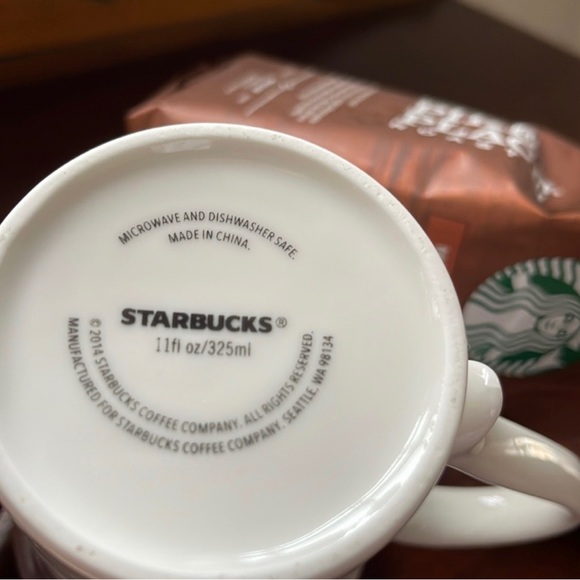 MICROWAVE AND DISHWASHER SAFE.
MADE IN CHINA.
STARBUCKS®
11fl oz/325ml
© 2014 STARBUCKS COFFEE COMPANY. ALL RIGHTS RESERVED.
MANUFACTURED FOR STARBUCKS COFFEE COMPANY. SEATTLE, WA 98134